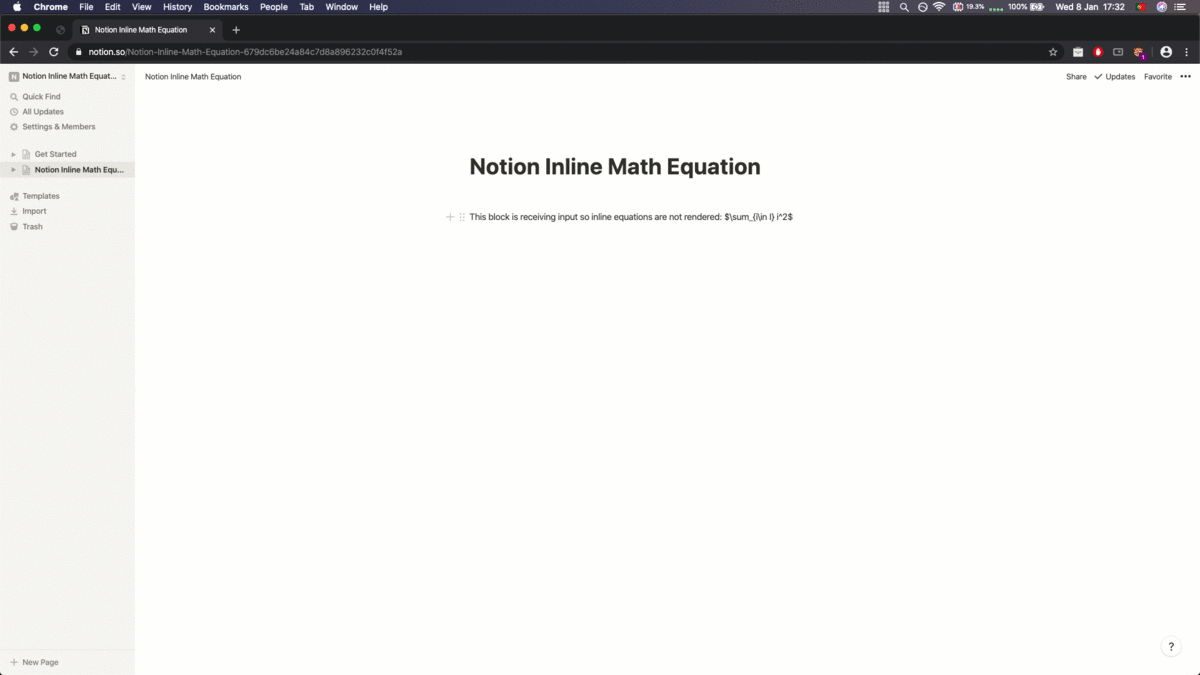 Chrome File Edit View History Bookmarks People Tab Window Help 19.3% 100% Wed 8 Jan 17:32
Notion Inline Math Equation
notion.so/Notion-Inline-Math-Equation-679dc6be24a84c7d8a896232c0f4f52a
1
N Notion Inline Math Equat...
Notion Inline Math Equation
Share Updates Favorite
Quick Find
All Updates
Settings & Members
Get Started
Notion Inline Math Equ...
Templates
Import
Trash
Notion Inline Math Equation
This block is receiving input so inline equations are not rendered: $\sum_{i\in I} i^2$
New Page
?